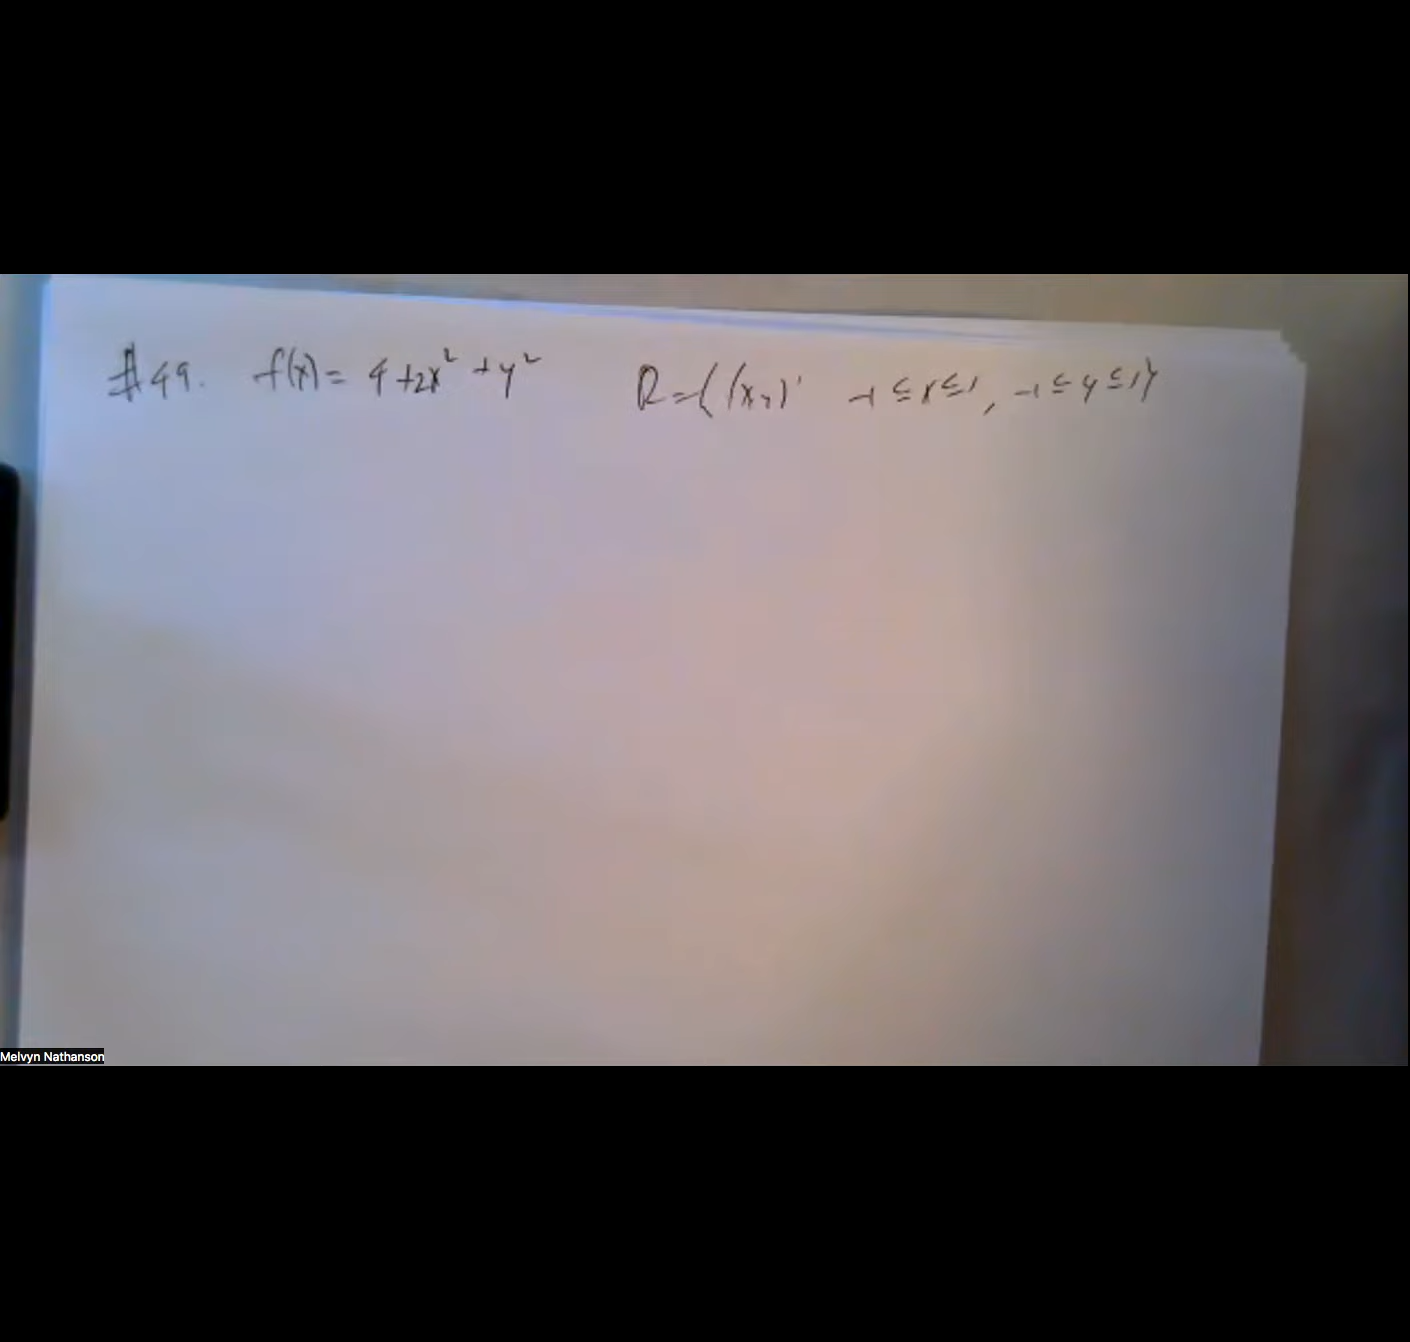 #49. f(x) = 4 + 2x² + y² R = { (x,y) : -1 ≤ x ≤ 1, -1 ≤ y ≤ 1 }
Melvyn Nathanson